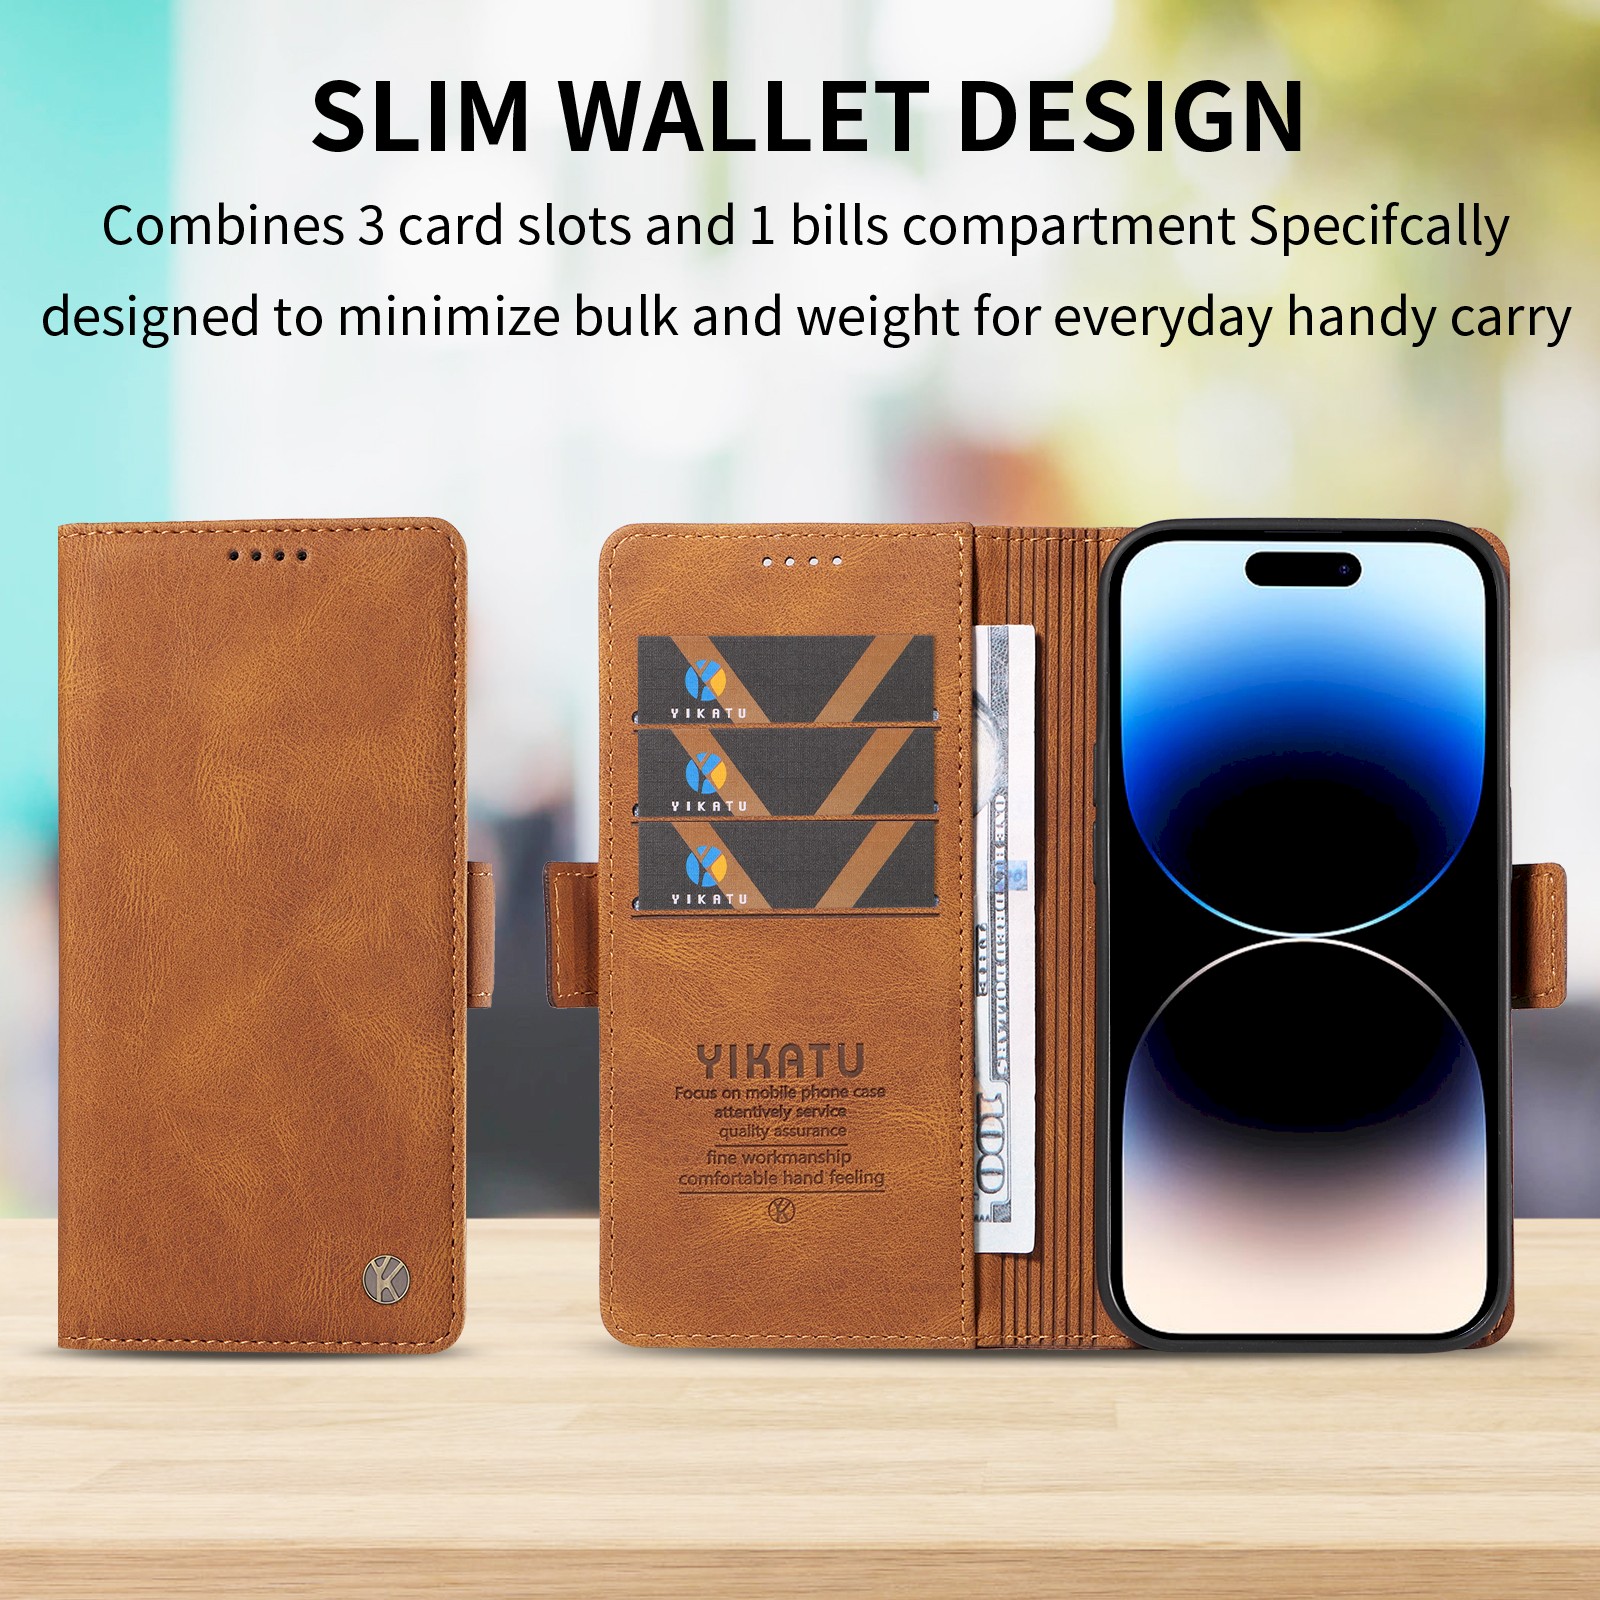 SLIM WALLET DESIGN
Combines 3 card slots and 1 bills compartment Specifcally
designed to minimize bulk and weight for everyday handy carry
YIKATU
YIKATU
YIKATU
YIKATU
Focus on mobile phone case
attentively service
quality assurance
fine workmanship
comfortable hand feeling
100